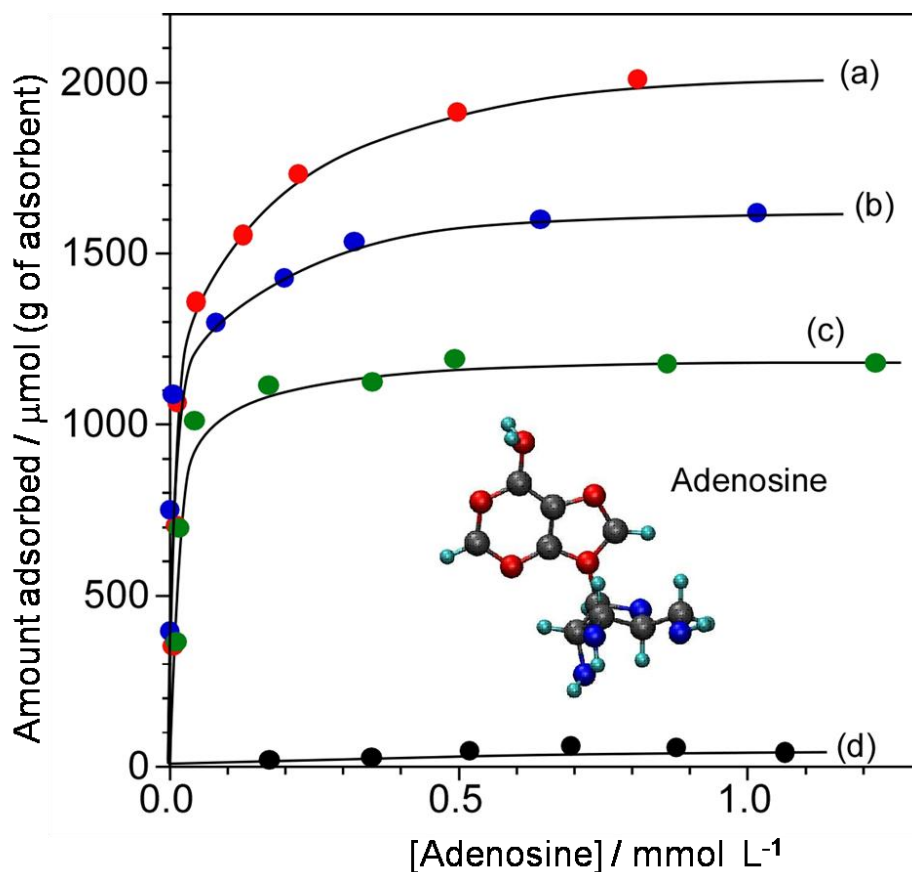 Amount adsorbed / μmol (g of adsorbent)
2000
1500
1000
500
0
(a)
(b)
(c)
Adenosine
(d)
0.0
0.5
1.0
[Adenosine] / mmol L⁻¹